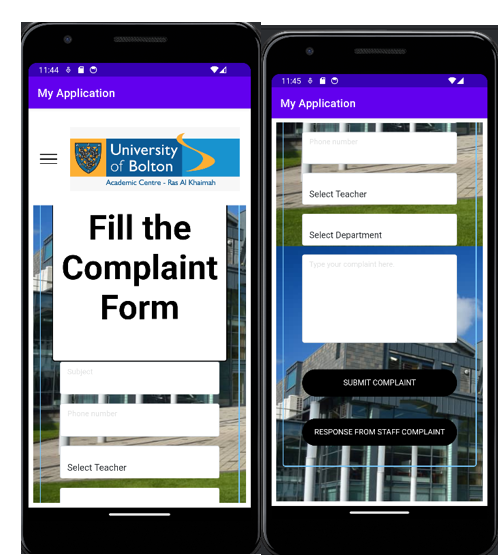 11:44
My Application
University
of Bolton
Academic Centre - Ras Al Khaimah
Fill the
Complaint
Form
Subject
Phone number
Select Teacher
11:45
My Application
Phone number
Select Teacher
Select Department
Type your complaint here,
SUBMIT COMPLAINT
RESPONSE FROM STAFF COMPLAINT